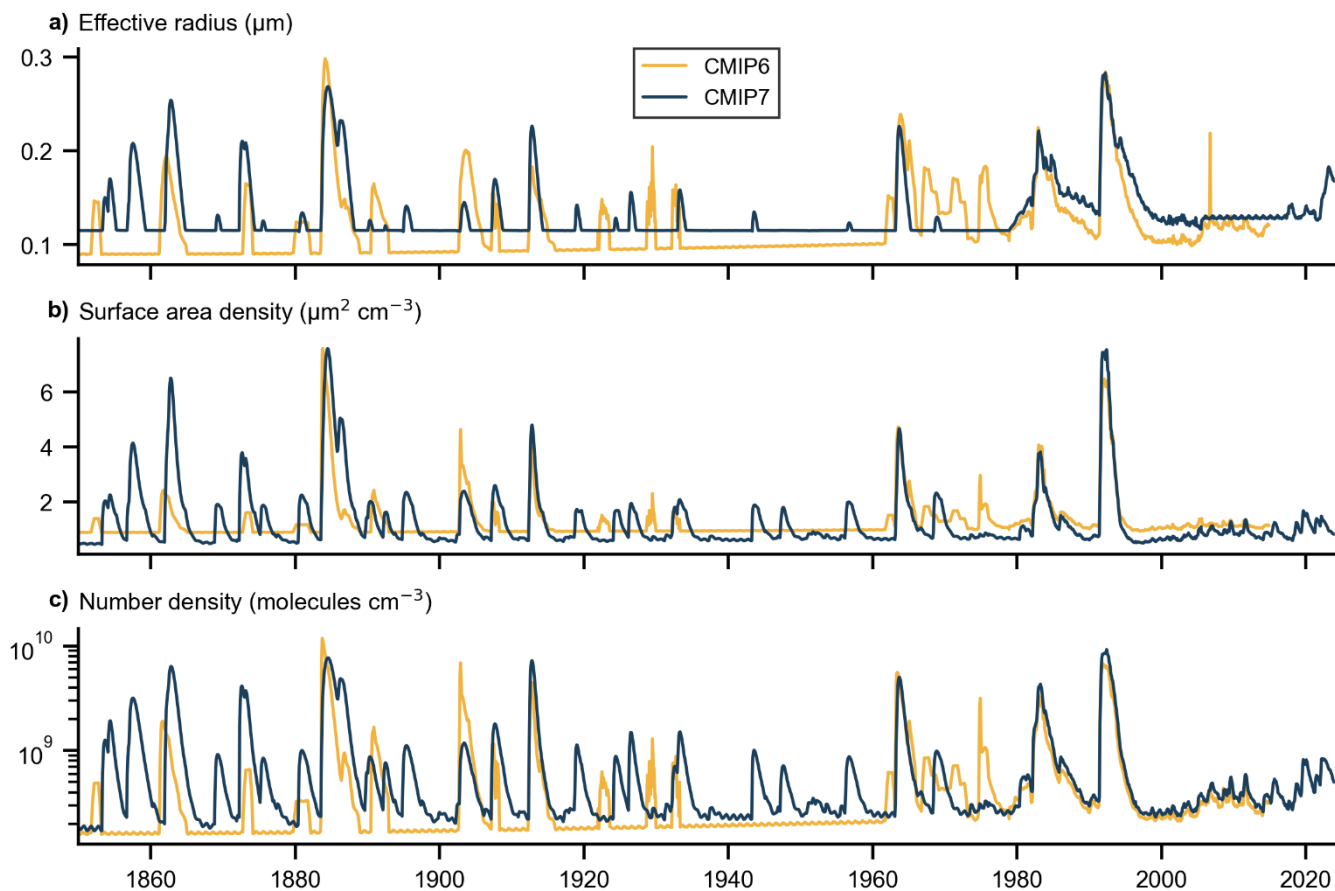 a) Effective radius (µm)
CMIP6
CMIP7
0.3
0.2
0.1
b) Surface area density (µm² cm⁻³)
6
4
2
c) Number density (molecules cm⁻³)
10¹⁰
10⁹
1860 1880 1900 1920 1940 1960 1980 2000 2020